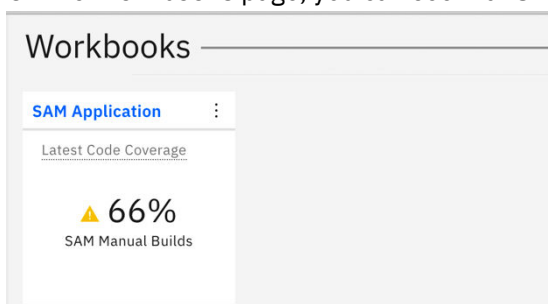 Workbooks
SAM Application
Latest Code Coverage
66%
SAM Manual Builds